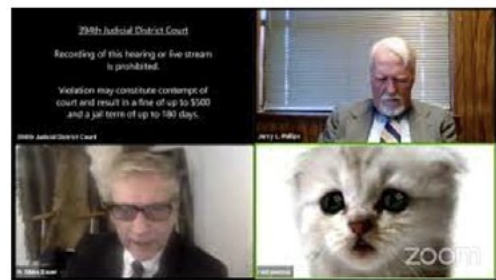 394th Judicial District Court
Recording of this hearing or live stream
is prohibited.
Violation may constitute contempt of
court and result in a fine of up to $500
and a jail term of up to 180 days.
394th Judicial District Court
Jerry L. Phillips
zoom